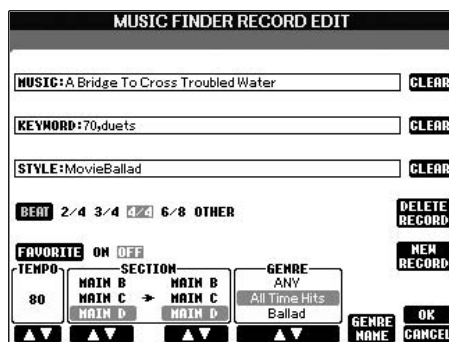 MUSIC FINDER RECORD EDIT
MUSIC:A Bridge To Cross Troubled Water CLEAR
KEYWORD:70,duets CLEAR
STYLE:MovieBallad CLEAR
BEAT 2/4 3/4 4/4 6/8 OTHER DELETE RECORD
FAVORITE ON OFF NEW RECORD
TEMPO SECTION GENRE
MAIN B MAIN B ANY
80 MAIN C MAIN C All Time Hits
MAIN D MAIN D Ballad
GENRE NAME
OK
CANCEL